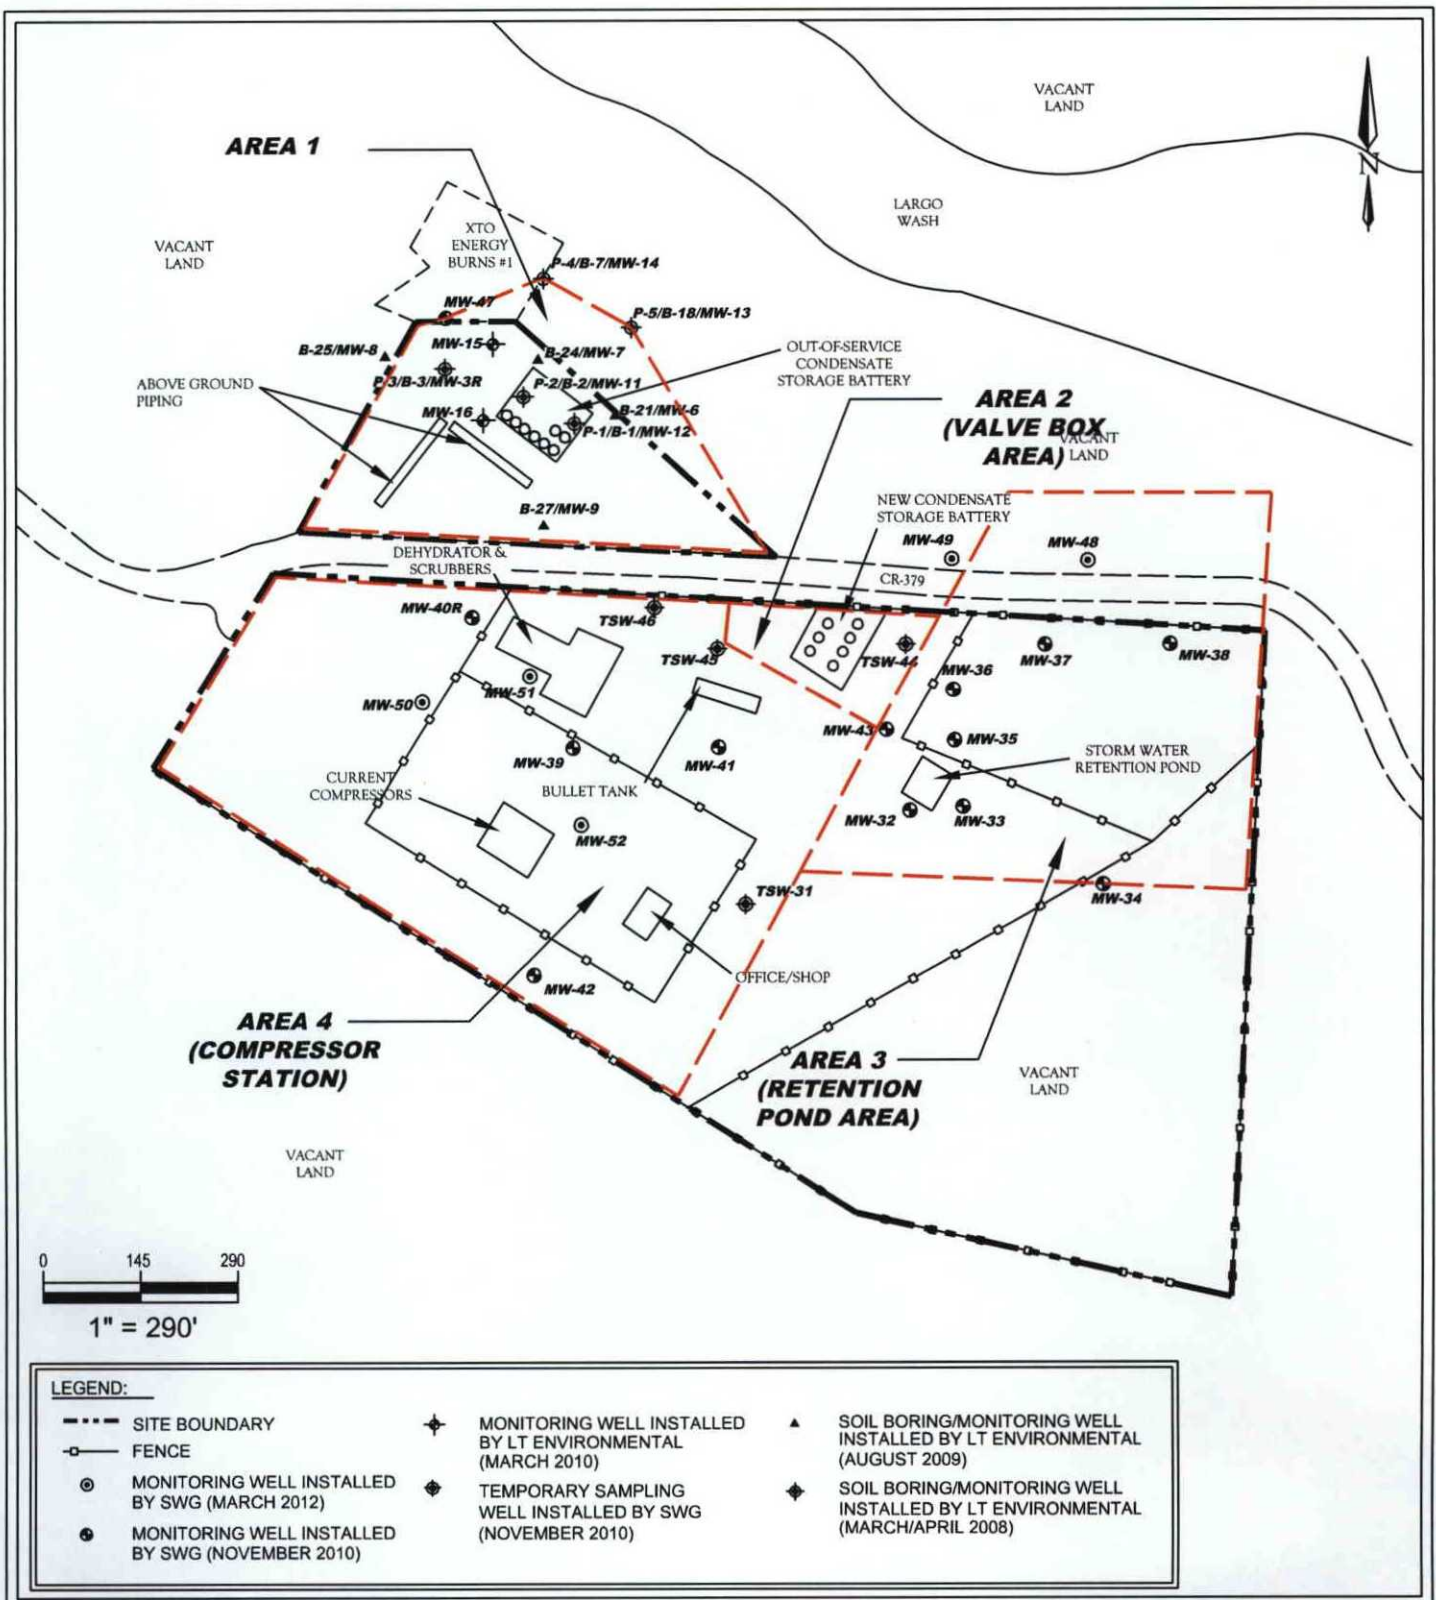 VACANT
LAND
AREA 1
LARGO
WASH
N
XTO
ENERGY
BURNS #1
VACANT
LAND
P-4/B-7/MW-14
MW-47
P-5/B-18/MW-13
MW-15
B-25/MW-8
B-24/MW-7
OUT-OF-SERVICE
CONDENSATE
STORAGE BATTERY
ABOVE GROUND
PIPING
P-3/B-3/MW-3R
P-2/B-2/MW-11
MW-16
B-21/MW-6
P-1/B-1/MW-12
AREA 2
(VALVE BOX
AREA)
VACANT
LAND
B-27/MW-9
NEW CONDENSATE
STORAGE BATTERY
DEHYDRATOR &
SCRUBBERS
MW-49
MW-48
CR-379
MW-40R
TSW-46
TSW-45
TSW-44
MW-36
MW-37
MW-38
MW-51
MW-50
MW-43
MW-35
MW-39
MW-41
STORM WATER
RETENTION POND
CURRENT
COMPRESSORS
BULLET TANK
MW-32
MW-33
MW-52
TSW-31
MW-34
OFFICE/SHOP
MW-42
AREA 4
(COMPRESSOR
STATION)
AREA 3
(RETENTION
POND AREA)
VACANT
LAND
VACANT
LAND
0 145 290
1" = 290'
LEGEND:
SITE BOUNDARY
FENCE
MONITORING WELL INSTALLED
BY SWG (MARCH 2012)
MONITORING WELL INSTALLED
BY SWG (NOVEMBER 2010)
MONITORING WELL INSTALLED
BY LT ENVIRONMENTAL
(MARCH 2010)
TEMPORARY SAMPLING
WELL INSTALLED BY SWG
(NOVEMBER 2010)
SOIL BORING/MONITORING WELL
INSTALLED BY LT ENVIRONMENTAL
(AUGUST 2009)
SOIL BORING/MONITORING WELL
INSTALLED BY LT ENVIRONMENTAL
(MARCH/APRIL 2008)